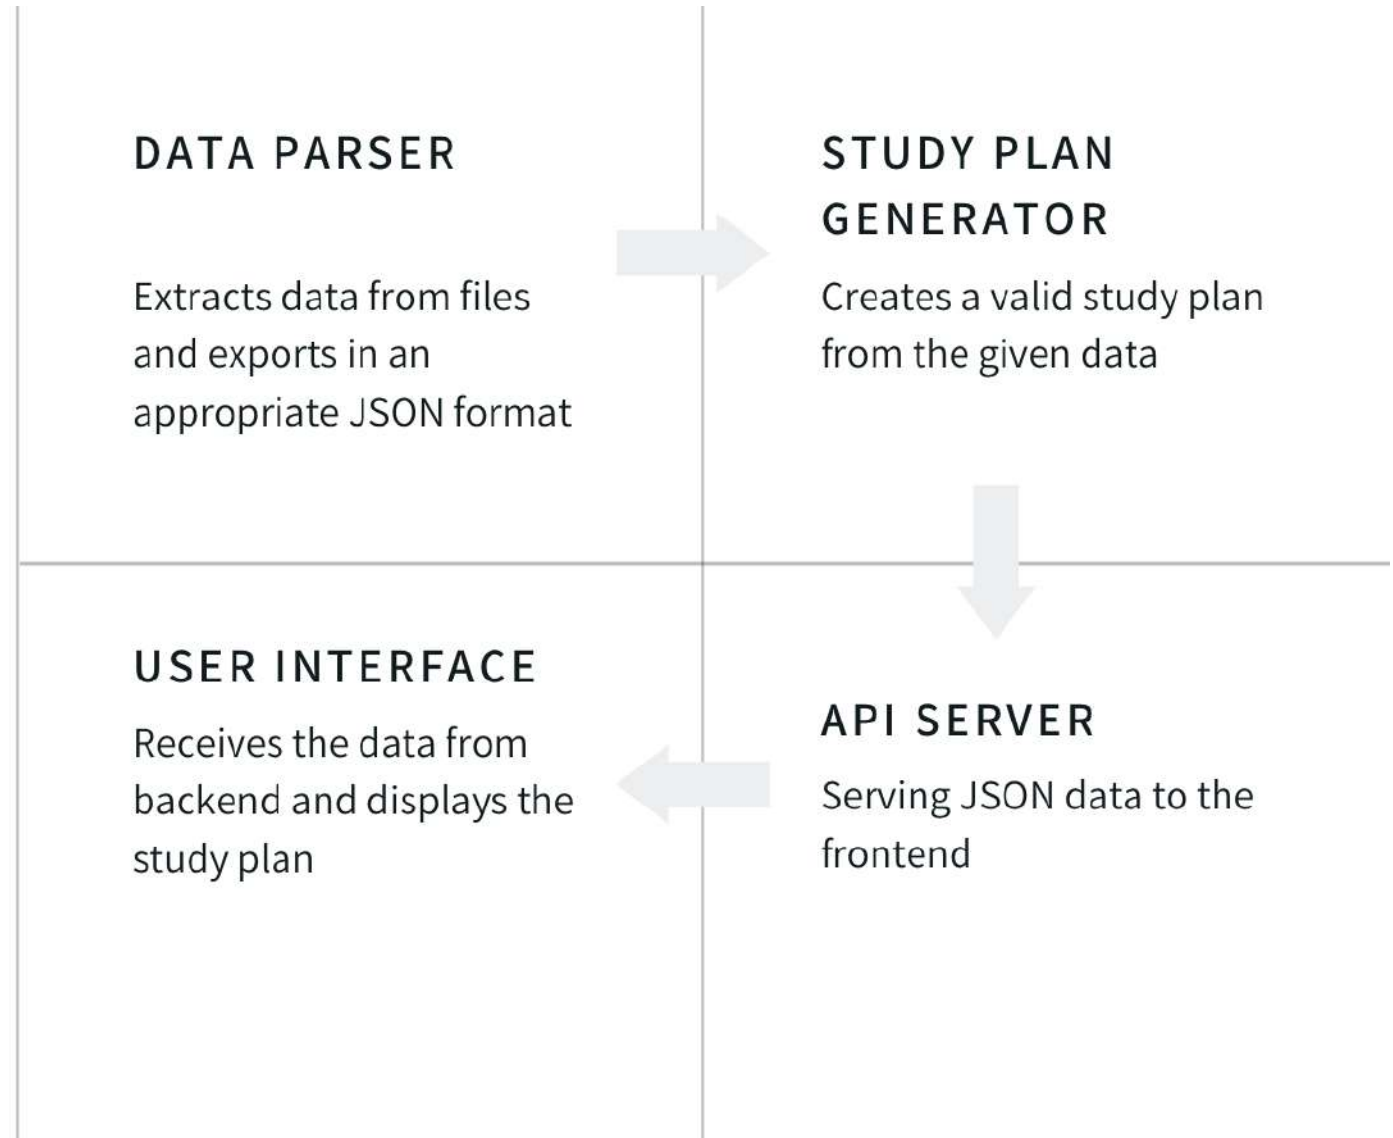 DATA PARSER
Extracts data from files
and exports in an
appropriate JSON format
STUDY PLAN
GENERATOR
Creates a valid study plan
from the given data
USER INTERFACE
Receives the data from
backend and displays the
study plan
API SERVER
Serving JSON data to the
frontend